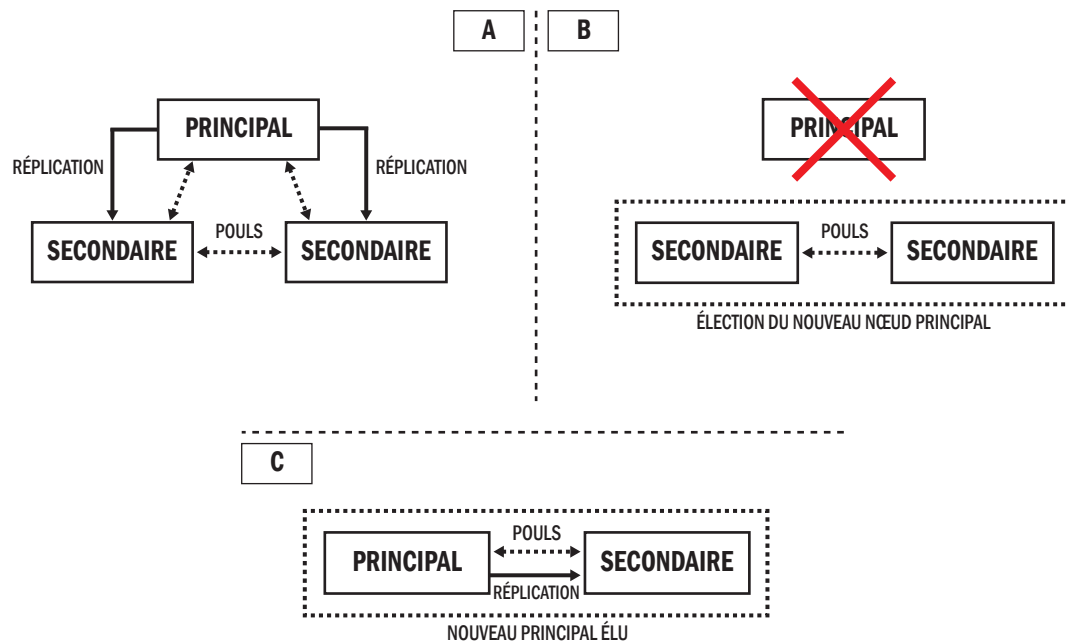 A
PRINCIPAL
RÉPLICATION
RÉPLICATION
SECONDAIRE
POULS
SECONDAIRE
B
PRINCIPAL
SECONDAIRE
POULS
SECONDAIRE
ÉLECTION DU NOUVEAU NŒUD PRINCIPAL
C
PRINCIPAL
POULS
RÉPLICATION
SECONDAIRE
NOUVEAU PRINCIPAL ÉLU